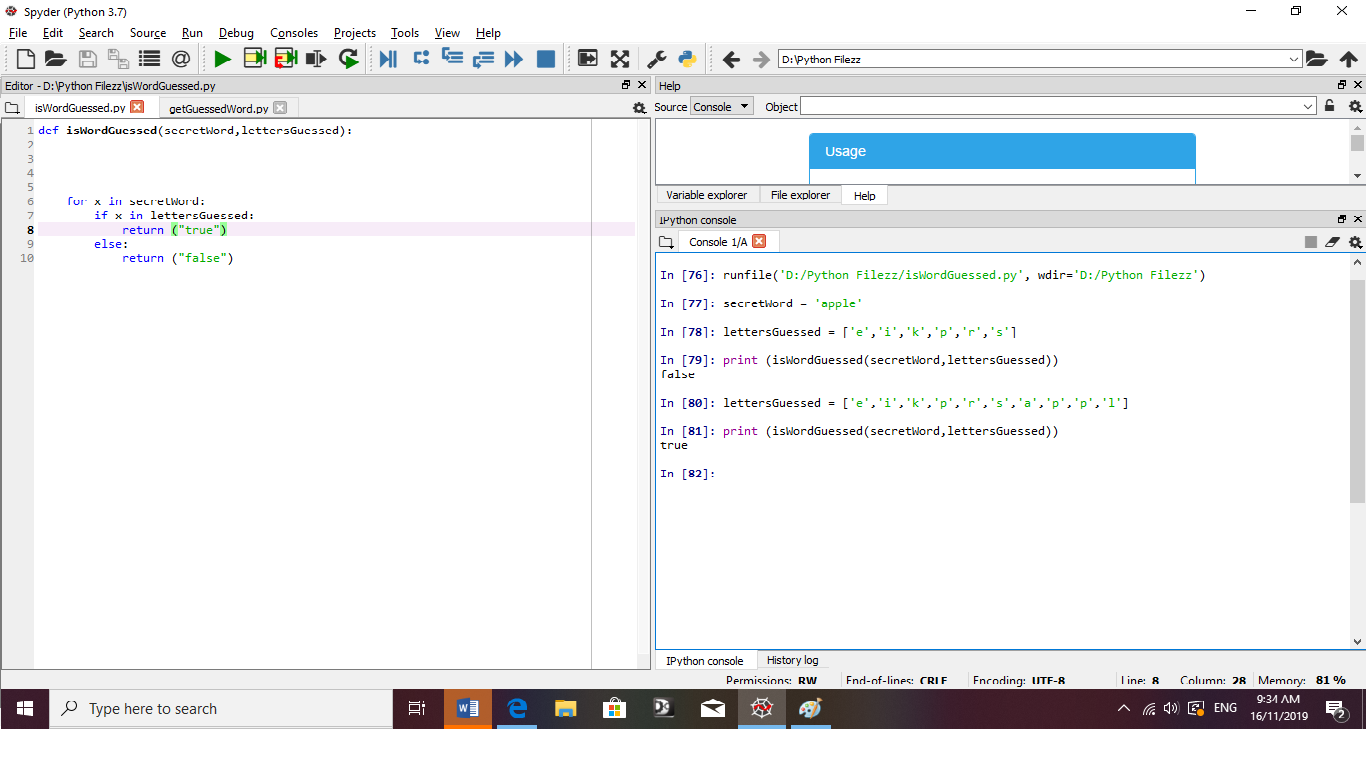 Spyder (Python 3.7)
File Edit Search Source Run Debug Consoles Projects Tools View Help
D:\Python Filezz
Editor - D:\Python Filezz\isWordGuessed.py
isWordGuessed.py getGuessedWord.py
1 def isWordGuessed(secretWord,lettersGuessed):
2
3
4
5
6 for x in secretWord:
7 if x in lettersGuessed:
8 return ("true")
9 else:
10 return ("false")
Help
Source Console Object
Usage
Variable explorer File explorer Help
IPython console
Console 1/A
In [76]: runfile('D:/Python Filezz/isWordGuessed.py', wdir='D:/Python Filezz')
In [77]: secretWord = 'apple'
In [78]: lettersGuessed = ['e','i','k','p','r','s']
In [79]: print (isWordGuessed(secretWord,lettersGuessed))
false
In [80]: lettersGuessed = ['e','i','k','p','r','s','a','p','p','l']
In [81]: print (isWordGuessed(secretWord,lettersGuessed))
true
In [82]:
IPython console History log
Permissions: RW End-of-lines: CRLF Encoding: UTF-8 Line: 8 Column: 28 Memory: 81 %
Type here to search
ENG
9:34 AM
16/11/2019
2